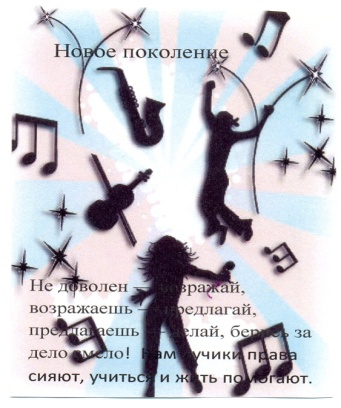 Новое поколение
Не доволен — возражай,
возражаешь — предлагай,
предлагаешь — делай, берись за
дело смело! Нам лучики права
сияют, учиться и жить помогают.